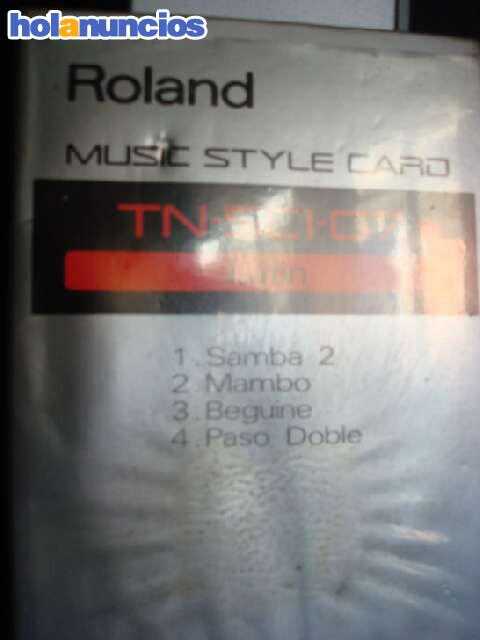 holanuncios
Roland
MUSIC STYLE CARD
1. Samba 2
2 Mambo
3. Beguine
4. Paso Doble